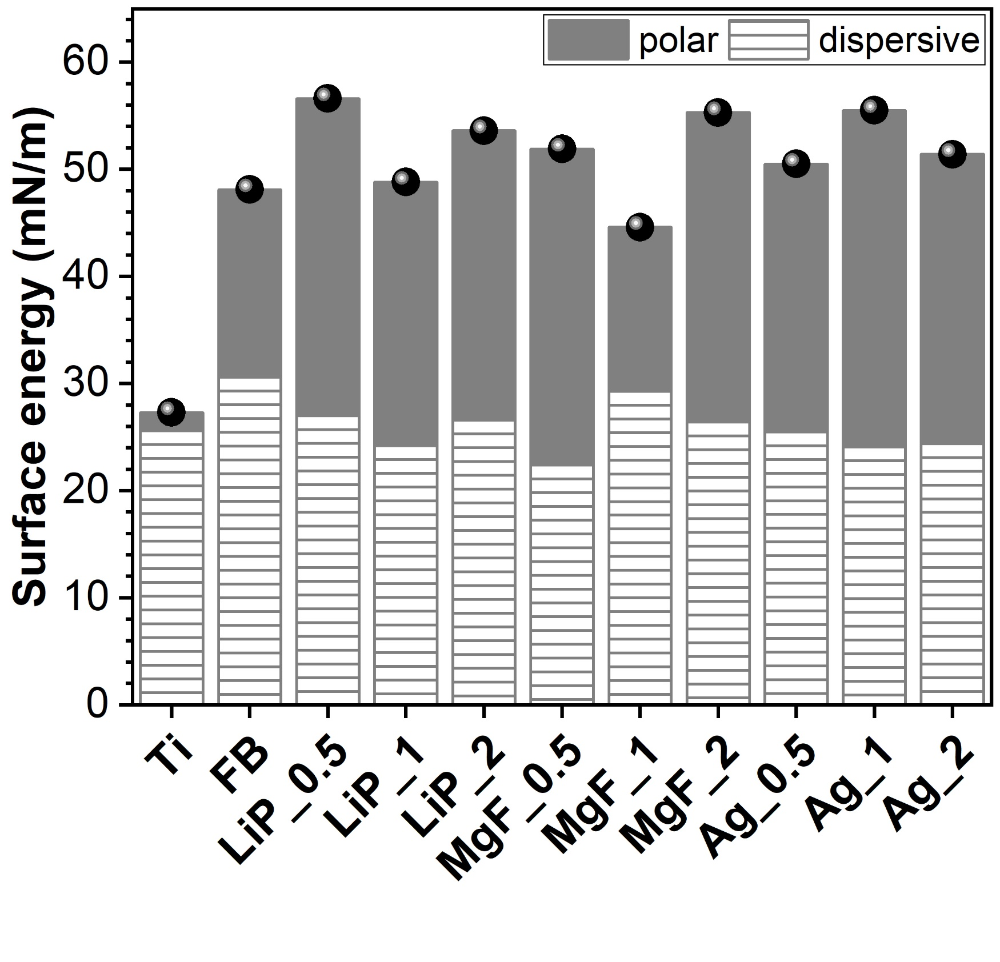 polar dispersive
Surface energy (mN/m)
60
50
40
30
20
10
0
Ti
FB
LiP_0.5
LiP_1
LiP_2
MgF_0.5
MgF_1
MgF_2
Ag_0.5
Ag_1
Ag_2